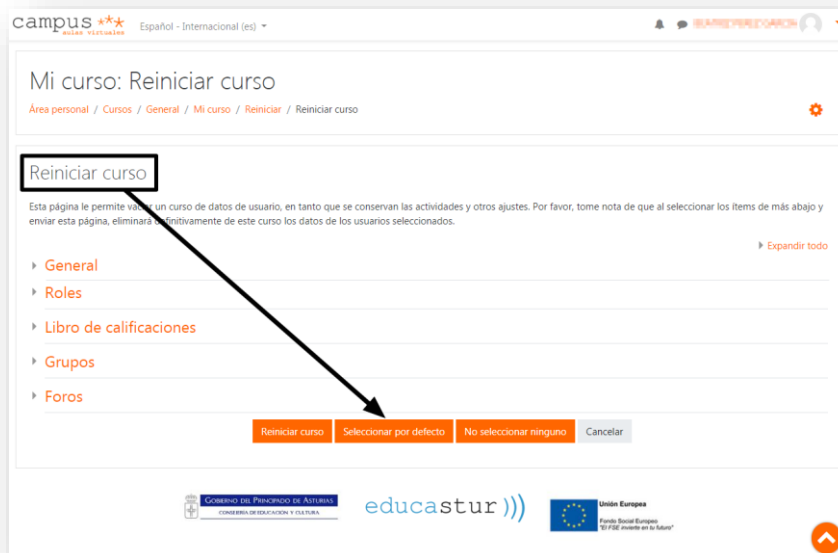 campus
aulas virtuales
Español - Internacional (es)
Mi curso: Reiniciar curso
Área personal / Cursos / General / Mi curso / Reiniciar / Reiniciar curso
Reiniciar curso
Esta página le permite vaciar un curso de datos de usuario, en tanto que se conservan las actividades y otros ajustes. Por favor, tome nota de que al seleccionar los ítems de más abajo y
enviar esta página, eliminará definitivamente de este curso los datos de los usuarios seleccionados.
Expandir todo
General
Roles
Libro de calificaciones
Grupos
Foros
Reiniciar curso Seleccionar por defecto No seleccionar ninguno Cancelar
GOBIERNO DEL PRINCIPADO DE ASTURIAS
CONSEJERÍA DE EDUCACIÓN Y CULTURA
educastur
Unión Europea
Fondo Social Europeo
"El FSE invierte en tu futuro"